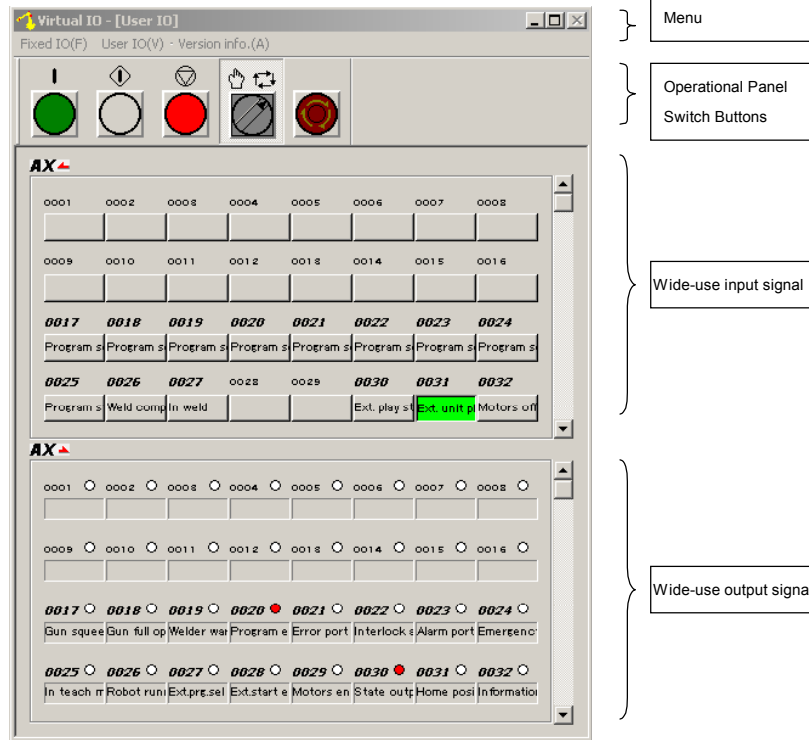 Virtual IO - [User IO]
Fixed IO(F) User IO(V) - Version info.(A)
Menu
Operational Panel
Switch Buttons
AX
0001 0002 0003 0004 0005 0006 0007 0008
0009 0010 0011 0012 0013 0014 0015 0016
0017 0018 0019 0020 0021 0022 0023 0024
Program s Program s Program s Program s Program s Program s Program s Program s
0025 0026 0027 0028 0029 0030 0031 0032
Program s Weld comp In weld Ext. play st Ext. unit pl Motors off
Wide-use input signal
AX
0001 0002 0003 0004 0005 0006 0007 0008
0009 0010 0011 0012 0013 0014 0015 0016
0017 0018 0019 0020 0021 0022 0023 0024
Gun squee Gun full op Welder war Program e Error port Interlock s Alarm port Emergenc
0025 0026 0027 0028 0029 0030 0031 0032
In teach m Robot runi Ext.prg.sel Ext.start e Motors en State outp Home posi Information
Wide-use output signa